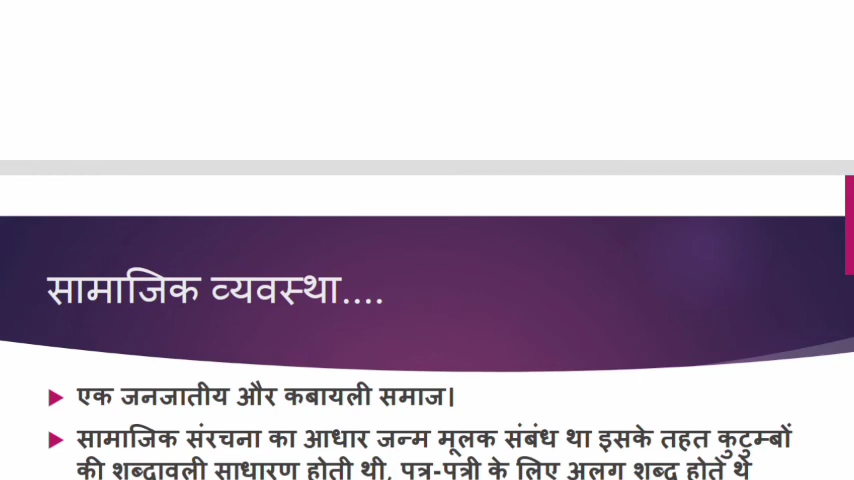 सामाजिक व्यवस्था....
एक जनजातीय और कबायली समाज।
सामाजिक संरचना का आधार जन्म मूलक संबंध था इसके तहत कुटुम्बों
की शब्दावली साधारण होती थी, पुत्र-पुत्री के लिए अलग शब्द होते थे